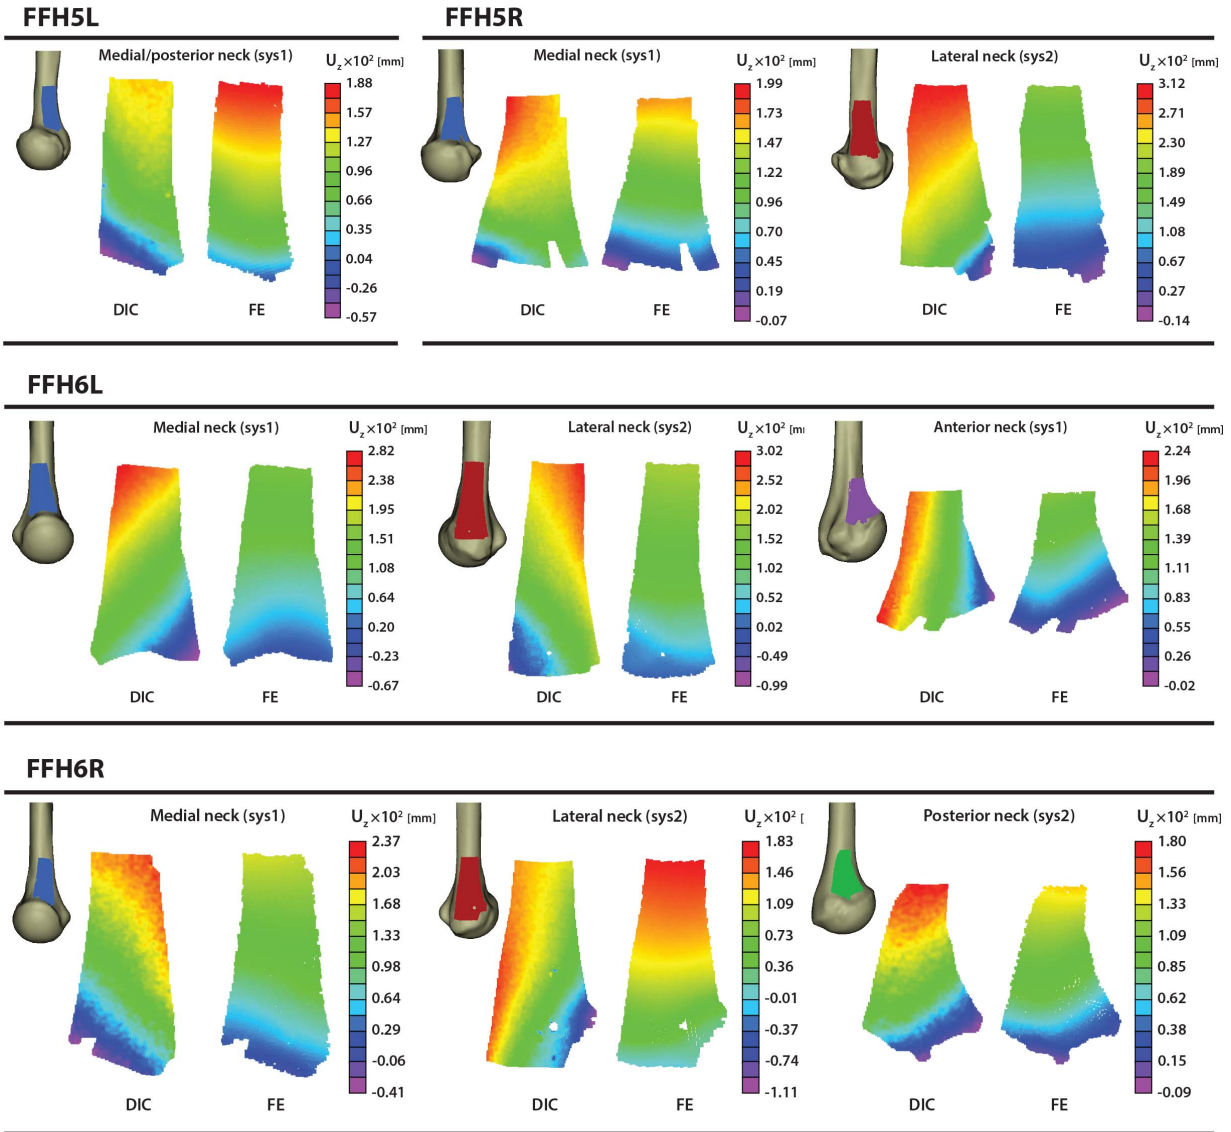 FFH5L
FFH5R
Medial/posterior neck (sys1)
U_z×10² [mm]
1.88
1.57
1.27
0.96
0.66
0.35
0.04
-0.26
-0.57
DIC
FE
Medial neck (sys1)
U_z×10² [mm]
1.99
1.73
1.47
1.22
0.96
0.70
0.45
0.19
-0.07
DIC
FE
Lateral neck (sys2)
U_z×10² [mm]
3.12
2.71
2.30
1.89
1.49
1.08
0.67
0.27
-0.14
DIC
FE
FFH6L
Medial neck (sys1)
U_z×10² [mm]
2.82
2.38
1.95
1.51
1.08
0.64
0.20
-0.23
-0.67
DIC
FE
Lateral neck (sys2)
U_z×10² [m
3.02
2.52
2.02
1.52
1.02
0.52
0.02
-0.49
-0.99
DIC
FE
Anterior neck (sys1)
U_z×10² [mm]
2.24
1.96
1.68
1.39
1.11
0.83
0.55
0.26
-0.02
DIC
FE
FFH6R
Medial neck (sys1)
U_z×10² [mm]
2.37
2.03
1.68
1.33
0.98
0.64
0.29
-0.06
-0.41
DIC
FE
Lateral neck (sys2)
U_z×10² [
1.83
1.46
1.09
0.73
0.36
-0.01
-0.37
-0.74
-1.11
DIC
FE
Posterior neck (sys2)
U_z×10² [mm]
1.80
1.56
1.33
1.09
0.85
0.62
0.38
0.15
-0.09
DIC
FE